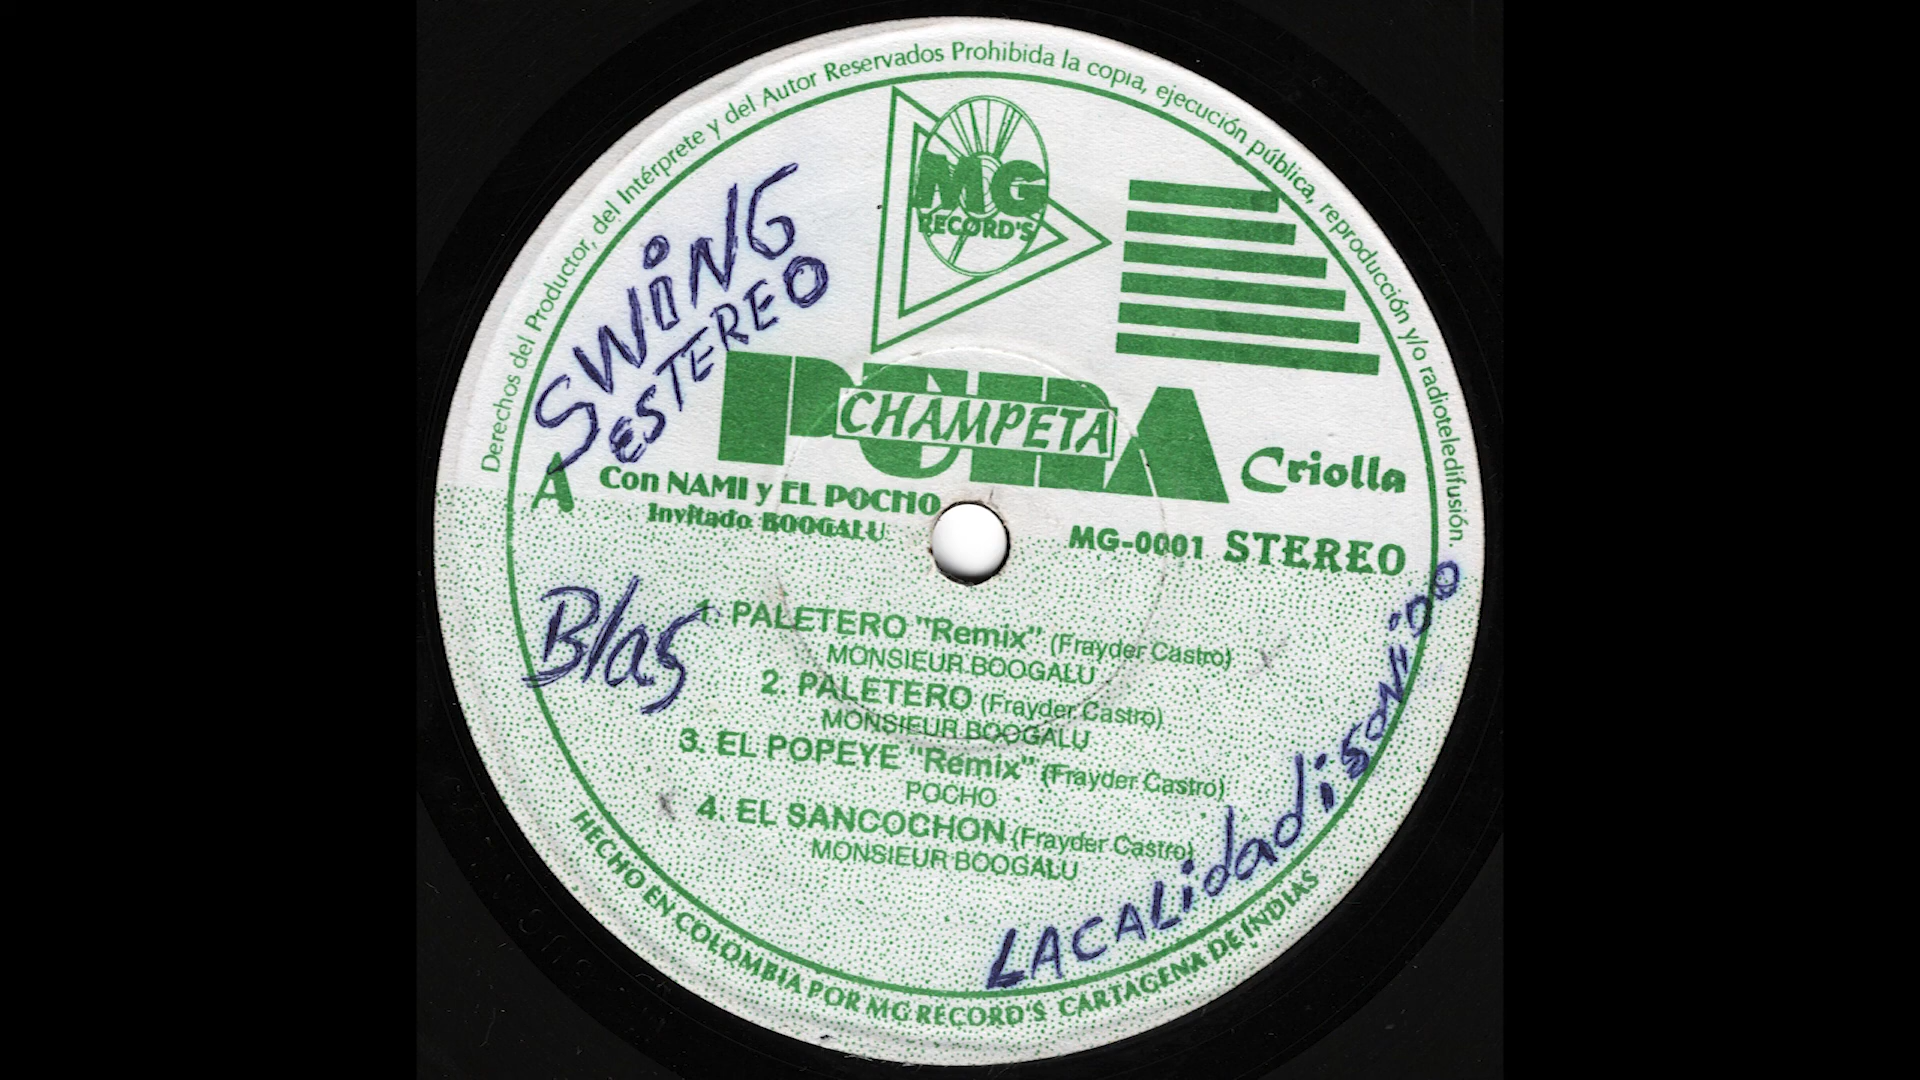 Derechos del Productor, del Intérprete y del Autor Reservados Prohibida la copia, ejecución pública, reproducción y/o radioteledifusión.
MG
RECORD'S
SWiNG
ESTEREO
PURA
CHAMPETA
Criolla
A
Con NAMI y EL POCHO
Invitado BOOGALU
MG-0001 STEREO
Blas
1. PALETERO "Remix" (Frayder Castro)
MONSIEUR BOOGALU
2. PALETERO (Frayder Castro)
MONSIEUR BOOGALU
3. EL POPEYE "Remix" (Frayder Castro)
POCHO
4. EL SANCOCHON (Frayder Castro)
MONSIEUR BOOGALU
LACALidadisoNido
HECHO EN COLOMBIA POR MG RECORD'S CARTAGENA DE INDIAS